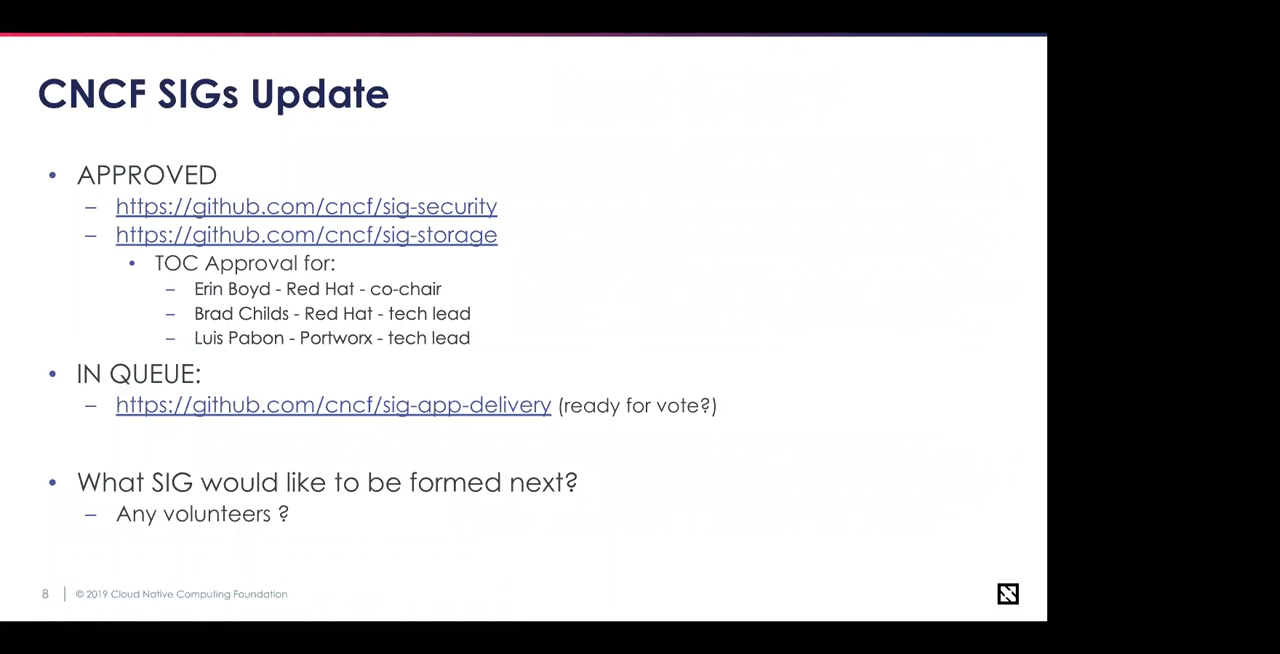 CNCF SIGs Update
• APPROVED
– https://github.com/cncf/sig-security
– https://github.com/cncf/sig-storage
• TOC Approval for:
– Erin Boyd - Red Hat - co-chair
– Brad Childs - Red Hat - tech lead
– Luis Pabon - Portworx - tech lead
• IN QUEUE:
– https://github.com/cncf/sig-app-delivery (ready for vote?)
• What SIG would like to be formed next?
– Any volunteers ?
8 | © 2019 Cloud Native Computing Foundation